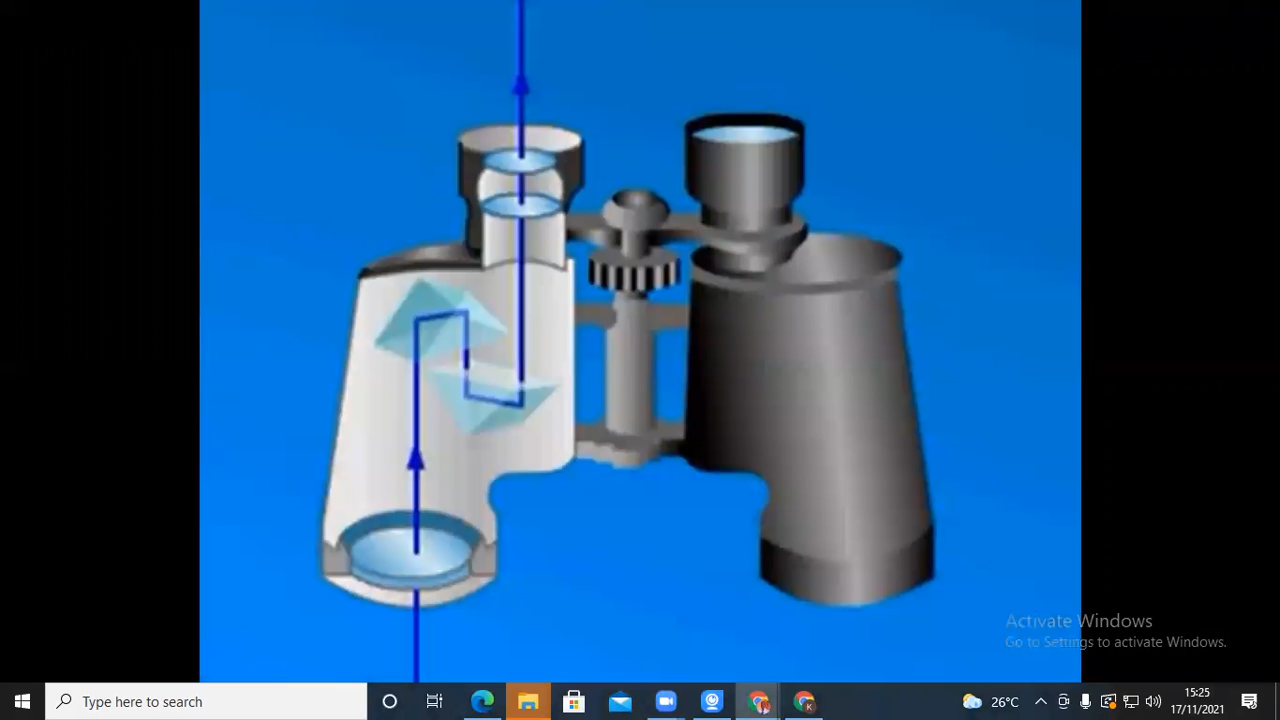 Activate Windows
Go to Settings to activate Windows.
Type here to search
26°C
15:25
17/11/2021